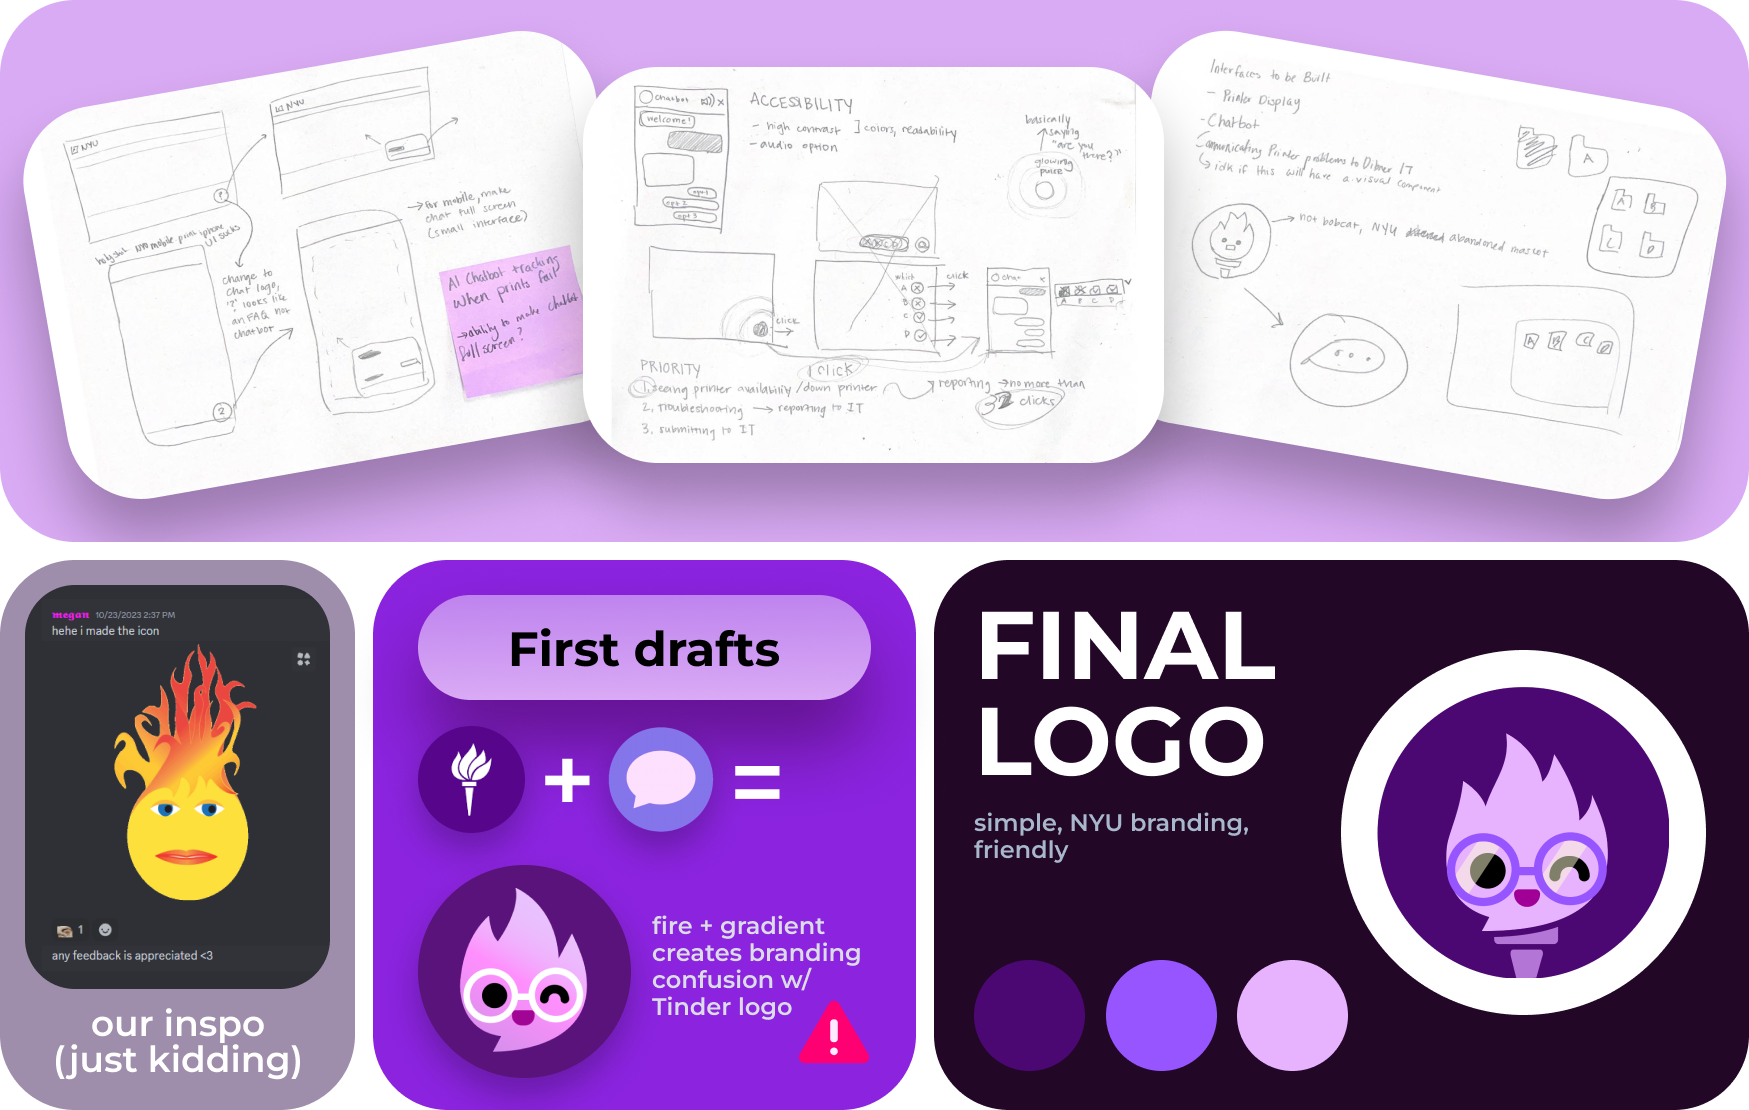 NYU
NYU
holy shit NYU mobile print iphone
UI sucks
?
change to
chat logo,
'?' looks like
an FAQ not
chatbot
?
→ for mobile, make
chat full screen
(small interface)
AI Chatbot tracking
when prints fail
→ ability to make chatbot
full screen?
chatbot
x
welcome!
opt 1
opt 2
opt 3
ACCESSIBILITY
- high contrast ] colors, readability
- audio option
basically
saying
"are you
there?"
glowing
pulse
click
which
click
A
B
C
D
chat
A B C D
click
PRIORITY
1. seeing printer availability / down printer
reporting → no more than
3 clicks
2. Troubleshooting → reporting to IT
3. submitting to IT
Interfaces to be Built
- Printer Display
- Chatbot
- Communicating Printer problems to Dibner IT
↳ idk if this will have a visual component
A
A B
C D
→ not bobcat, NYU abandoned mascot
A B C D
megan 10/23/2023 2:37 PM
hehe i made the icon
1
any feedback is appreciated <3
our inspo
(just kidding)
First drafts
+ =
fire + gradient
creates branding
confusion w/
Tinder logo
!
FINAL
LOGO
simple, NYU branding,
friendly